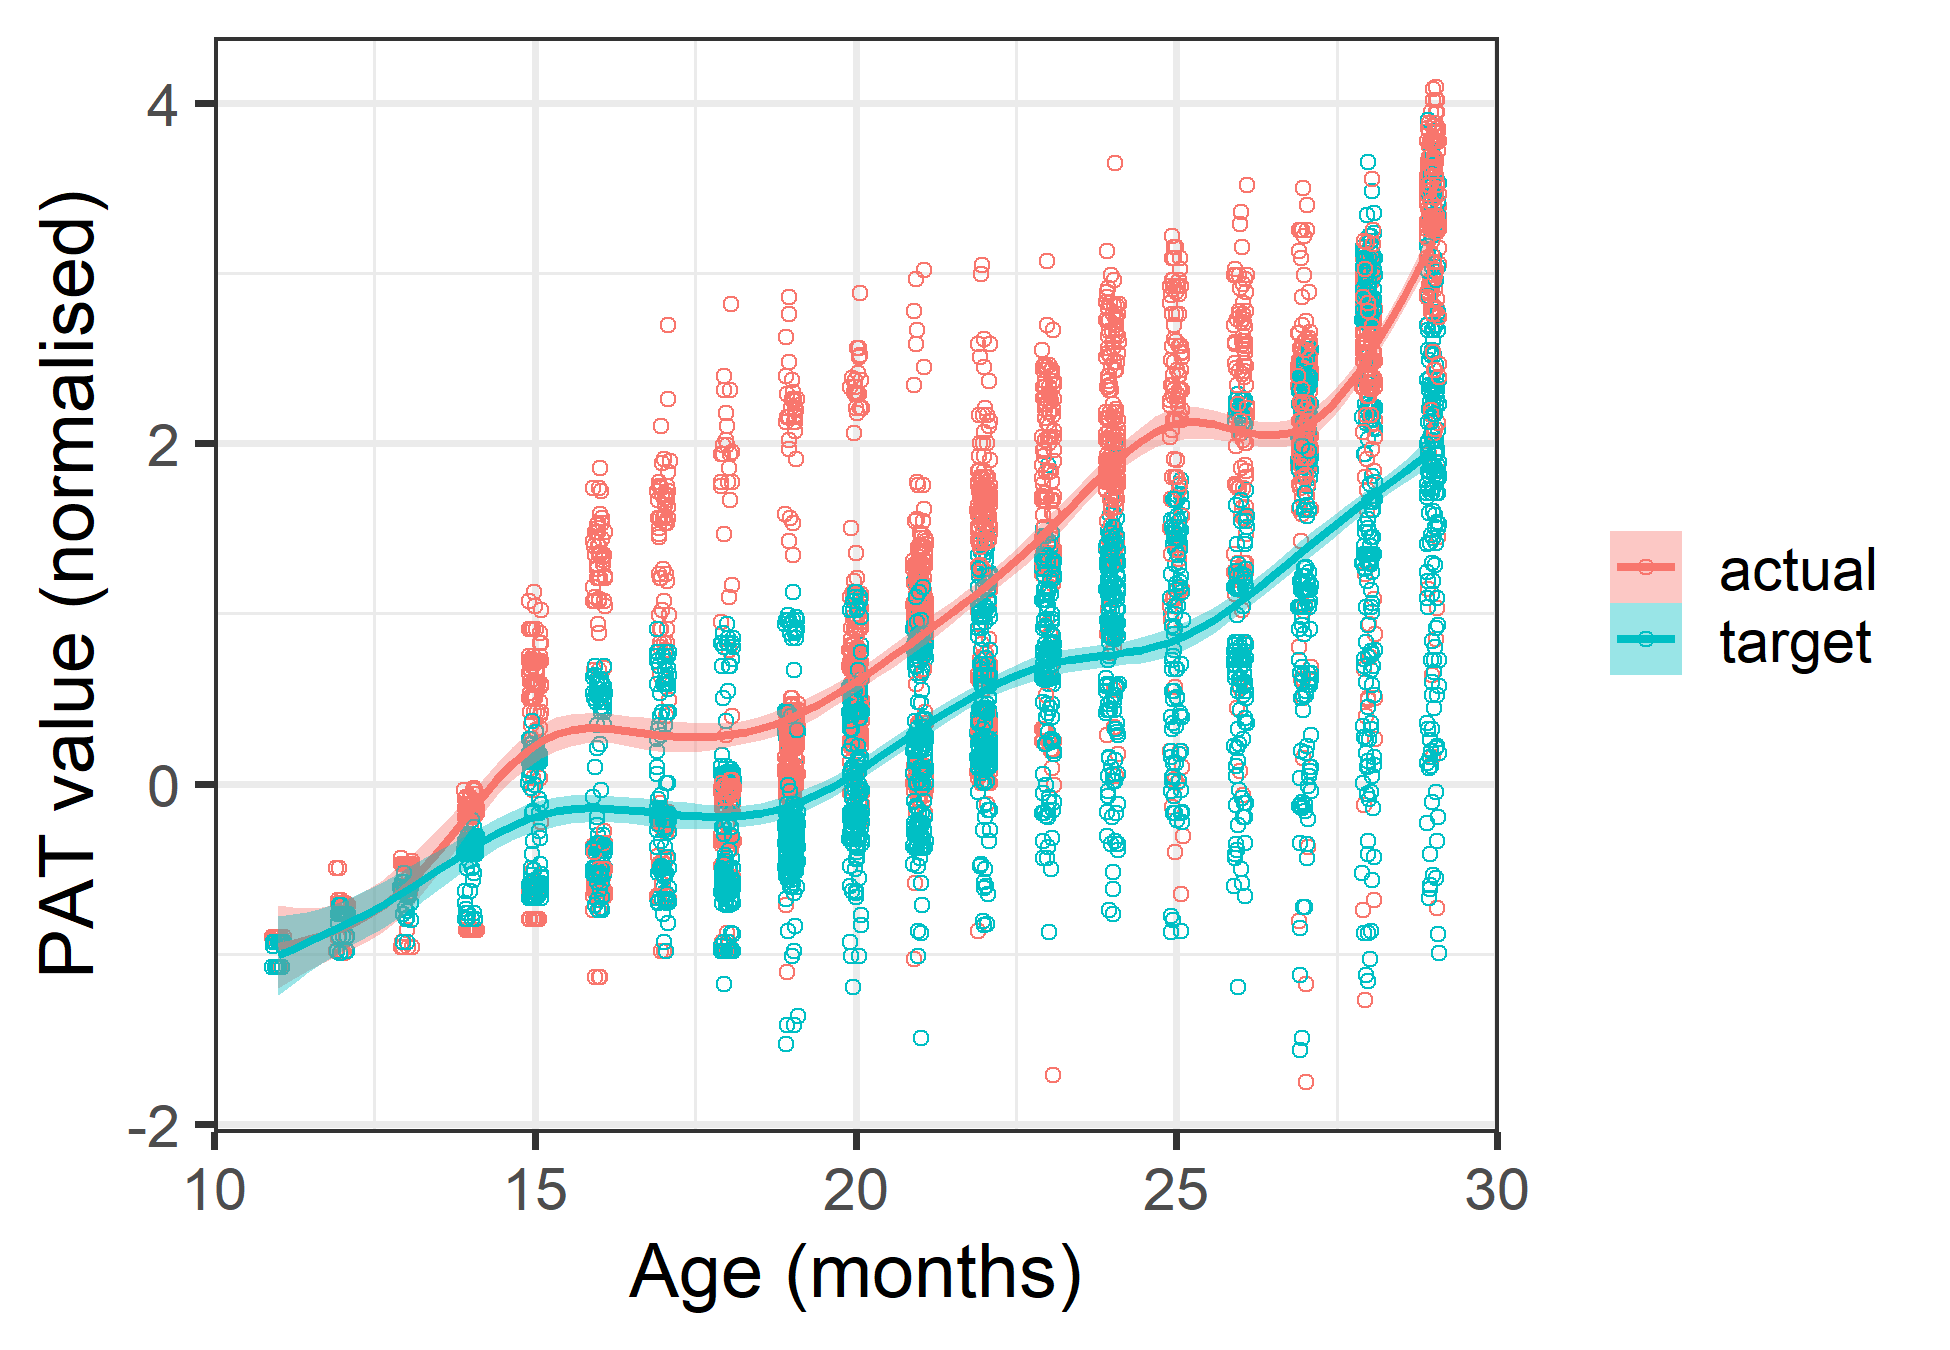 PAT value (normalised)
4
2
0
-2
10 15 20 25 30
Age (months)
actual
target